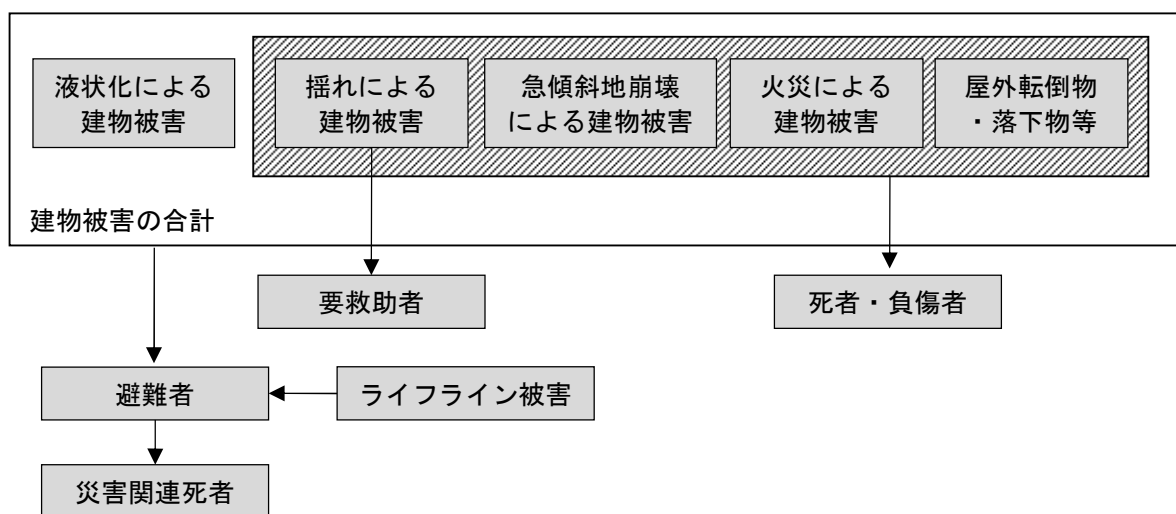 液状化による
建物被害
揺れによる
建物被害
急傾斜地崩壊
による建物被害
火災による
建物被害
屋外転倒物
・落下物等
建物被害の合計
要救助者
死者・負傷者
避難者
ライフライン被害
災害関連死者